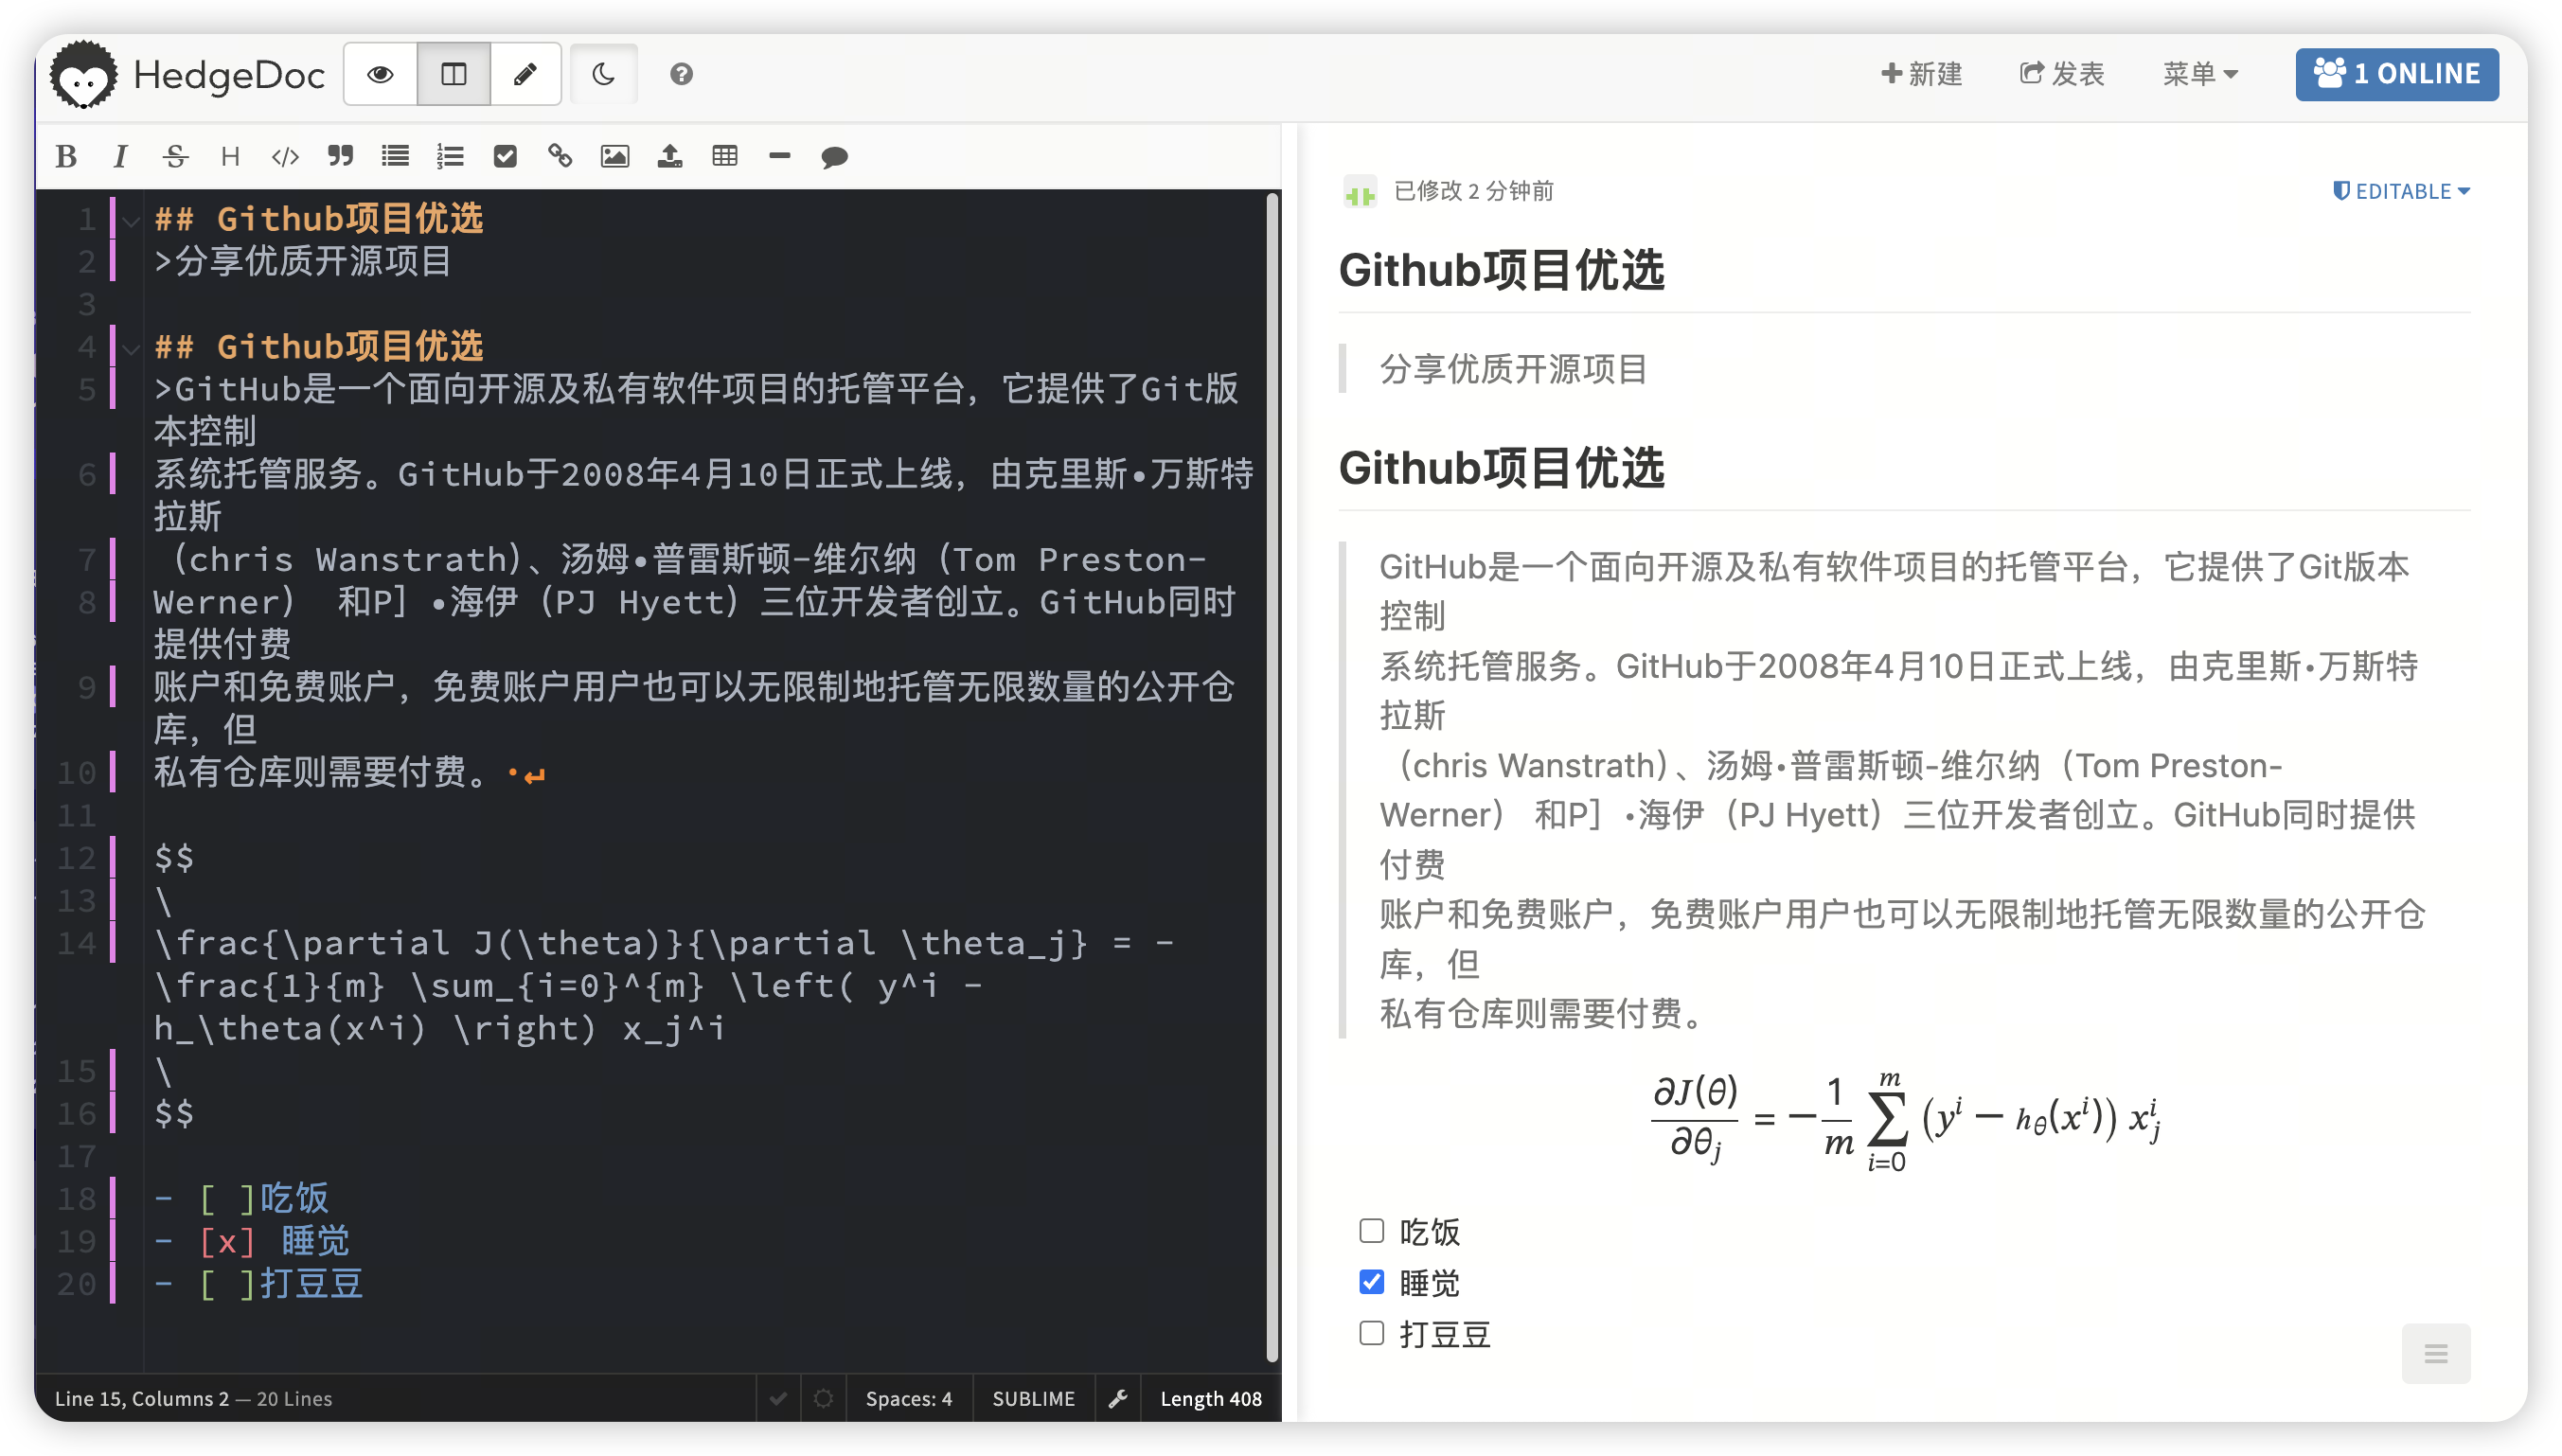 HedgeDoc
新建
发表
菜单
1 ONLINE
B I S H </>
1 ## Github项目优选
2 >分享优质开源项目
3
4 ## Github项目优选
5 >GitHub是一个面向开源及私有软件项目的托管平台，它提供了Git版
本控制
6 系统托管服务。GitHub于2008年4月10日正式上线，由克里斯•万斯特
拉斯
7 （chris Wanstrath)、汤姆•普雷斯顿-维尔纳（Tom Preston-
8 Werner） 和P］•海伊（PJ Hyett）三位开发者创立。GitHub同时
提供付费
9 账户和免费账户，免费账户用户也可以无限制地托管无限数量的公开仓
库，但
10 私有仓库则需要付费。
11
12 $$
13 \
14 \frac{\partial J(\theta)}{\partial \theta_j} = -
\frac{1}{m} \sum_{i=0}^{m} \left( y^i -
h_\theta(x^i) \right) x_j^i
15 \
16 $$
17
18 - [ ]吃饭
19 - [x] 睡觉
20 - [ ]打豆豆
Line 15, Columns 2 — 20 Lines
Spaces: 4
SUBLIME
Length 408
已修改 2 分钟前
EDITABLE
Github项目优选
分享优质开源项目
Github项目优选
GitHub是一个面向开源及私有软件项目的托管平台，它提供了Git版本
控制
系统托管服务。GitHub于2008年4月10日正式上线，由克里斯•万斯特
拉斯
（chris Wanstrath)、汤姆•普雷斯顿-维尔纳（Tom Preston-
Werner） 和P］•海伊（PJ Hyett）三位开发者创立。GitHub同时提供
付费
账户和免费账户，免费账户用户也可以无限制地托管无限数量的公开仓
库，但
私有仓库则需要付费。
∂J(θ)/∂θ_j = −1/m ∑_{i=0}^{m} (y^i − h_θ(x^i)) x_j^i
吃饭
睡觉
打豆豆